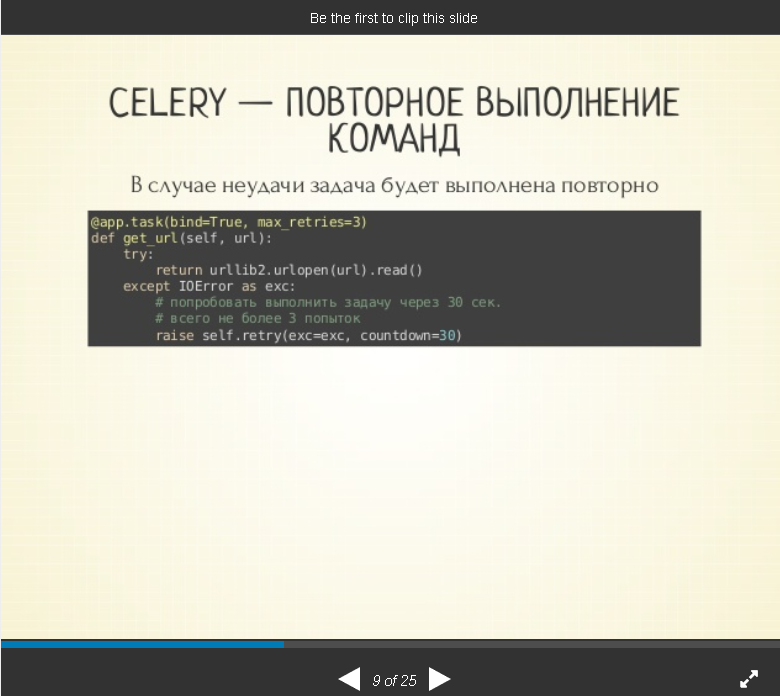 Be the first to clip this slide
CELERY — ПОВТОРНОЕ ВЫПОЛНЕНИЕ
КОМАНД
В случае неудачи задача будет выполнена повторно
@app.task(bind=True, max_retries=3)
def get_url(self, url):
    try:
        return urllib2.urlopen(url).read()
    except IOError as exc:
        # попробовать выполнить задачу через 30 сек.
        # всего не более 3 попыток
        raise self.retry(exc=exc, countdown=30)
9 of 25